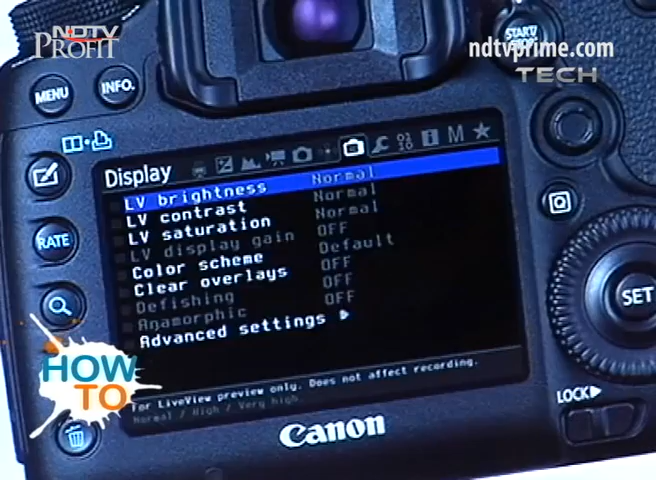 NDTV
PROFIT
ndtvprime.com
TECH
START/
MENU
INFO.
RATE
Display
M
LV brightness Normal
LV contrast Normal
LV saturation Normal
LV display gain OFF
Color scheme Default
Clear overlays OFF
Defishing OFF
Anamorphic OFF
Advanced settings
For LiveView preview only. Does not affect recording.
Normal / High / Very high
SET
HOW
TO
LOCK
Canon